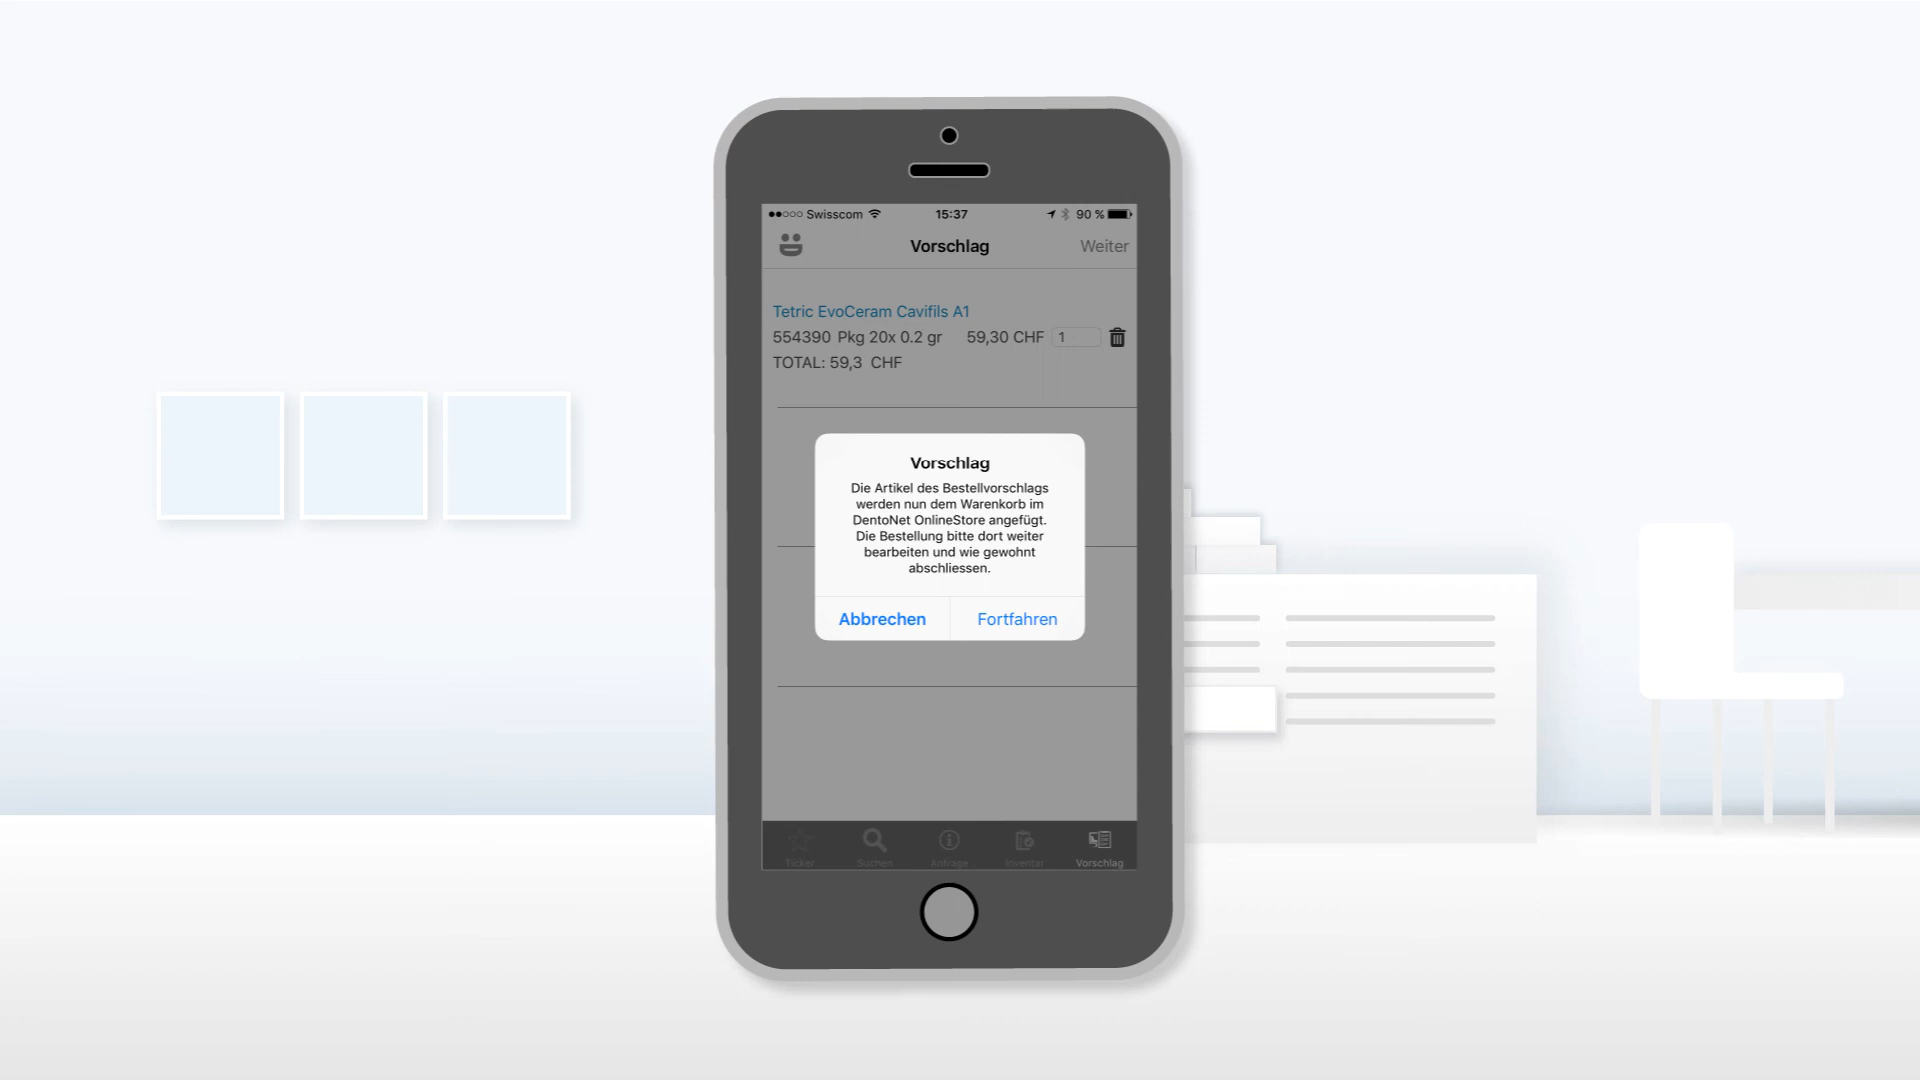 Swisscom 15:37 90 %
Vorschlag Weiter
Tetric EvoCeram Cavifils A1
554390 Pkg 20x 0.2 gr 59,30 CHF 1
TOTAL: 59,3 CHF
Vorschlag
Die Artikel des Bestellvorschlags
werden nun dem Warenkorb im
DentoNet OnlineStore angefügt.
Die Bestellung bitte dort weiter
bearbeiten und wie gewohnt
abschliessen.
Abbrechen Fortfahren
Ticker Suchen Anfrage Inventar Vorschlag